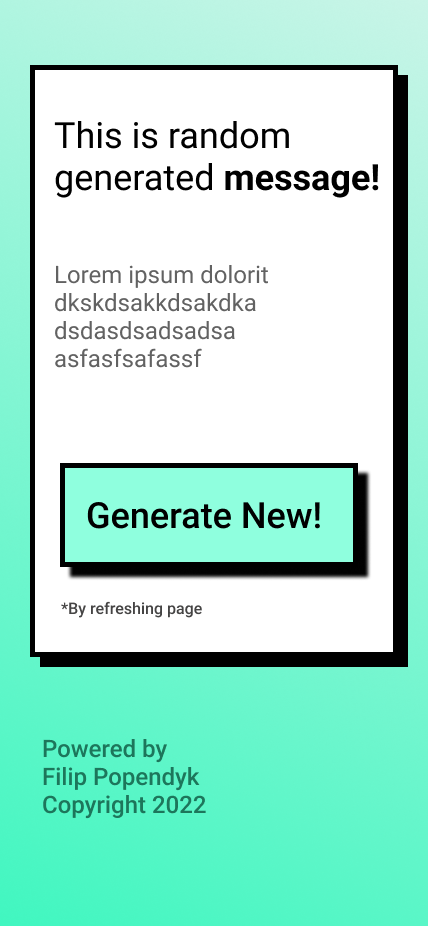 This is random
generated message!
Lorem ipsum dolorit
dkskdsakkdsakdka
dsdasdsadsadsa
asfasfsafassf
Generate New!
*By refreshing page
Powered by
Filip Popendyk
Copyright 2022